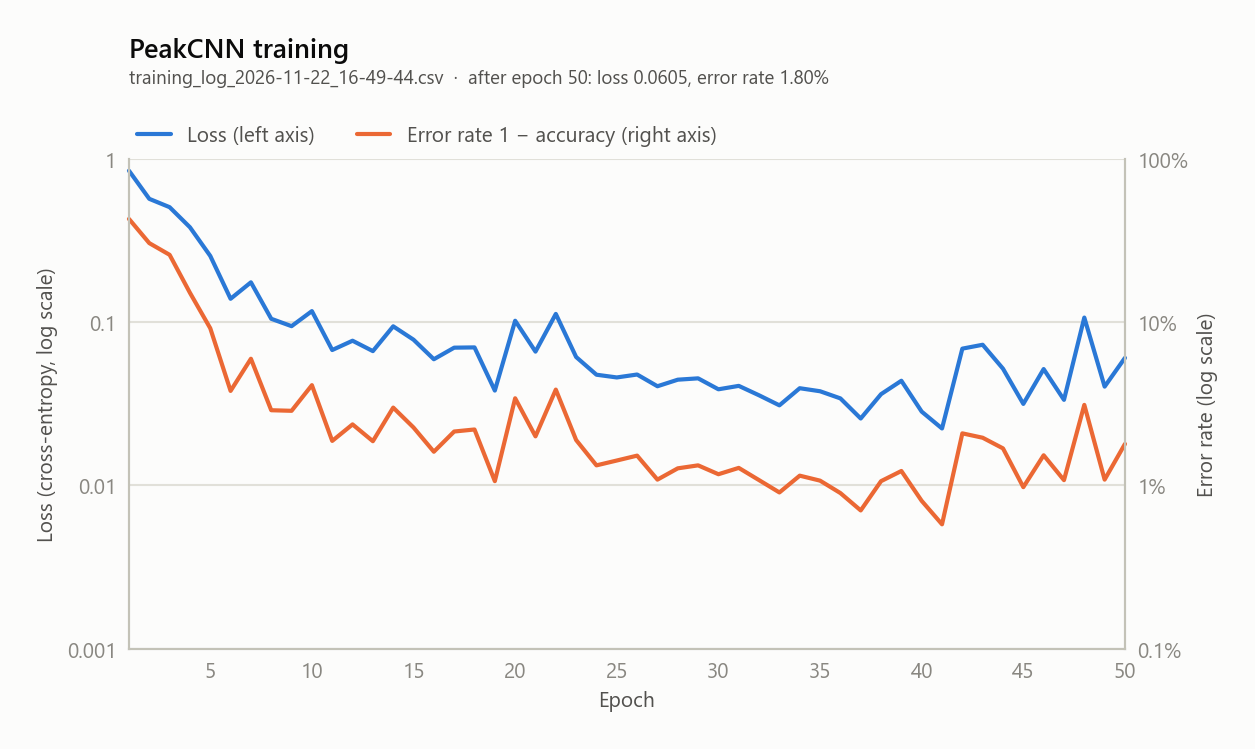 PeakCNN training
training_log_2026-11-22_16-49-44.csv · after epoch 50: loss 0.0605, error rate 1.80%
Loss (left axis) Error rate 1 − accuracy (right axis)
1 100%
0.1 10%
0.01 1%
0.001 0.1%
Loss (cross-entropy, log scale)
Error rate (log scale)
5 10 15 20 25 30 35 40 45 50
Epoch